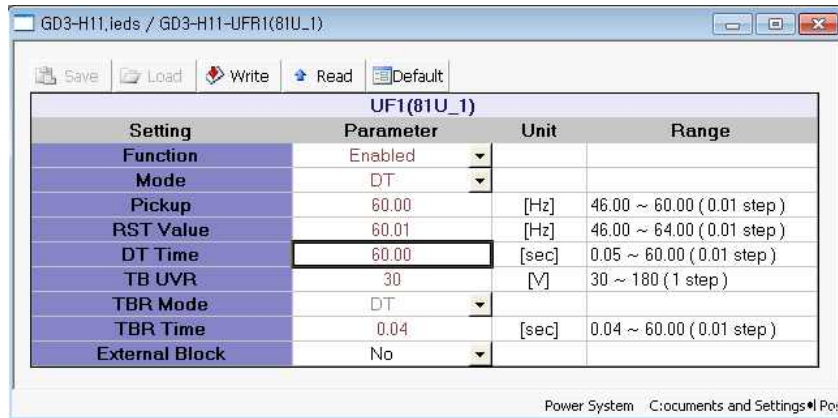 GD3-H11.ieds / GD3-H11-UFR1(81U_1)
Save Load Write Read Default
UF1(81U_1)
Setting Parameter Unit Range
Function Enabled
Mode DT
Pickup 60.00 [Hz] 46.00 ~ 60.00 ( 0.01 step )
RST Value 60.01 [Hz] 46.00 ~ 64.00 ( 0.01 step )
DT Time 60.00 [sec] 0.05 ~ 60.00 ( 0.01 step )
TB UVR 30 [V] 30 ~ 180 ( 1 step )
TBR Mode DT
TBR Time 0.04 [sec] 0.04 ~ 60.00 ( 0.01 step )
External Block No
Power System C:ocuments and Settings•l Po